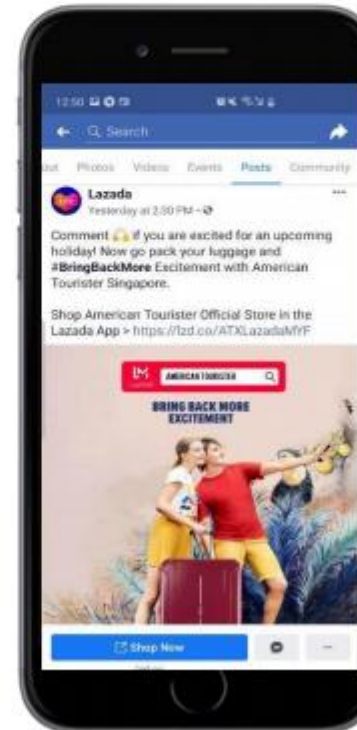 12:50
Search
out Photos Videos Events Posts Community
Lazada
Yesterday at 2:30 PM
Comment 🙌 if you are excited for an upcoming
holiday! Now go pack your luggage and
#BringBackMore Excitement with American
Tourister Singapore.
Shop American Tourister Official Store in the
Lazada App > https://lzd.co/ATXLazadaMYF
AMERICAN TOURISTER
BRING BACK MORE
EXCITEMENT
Shop Now